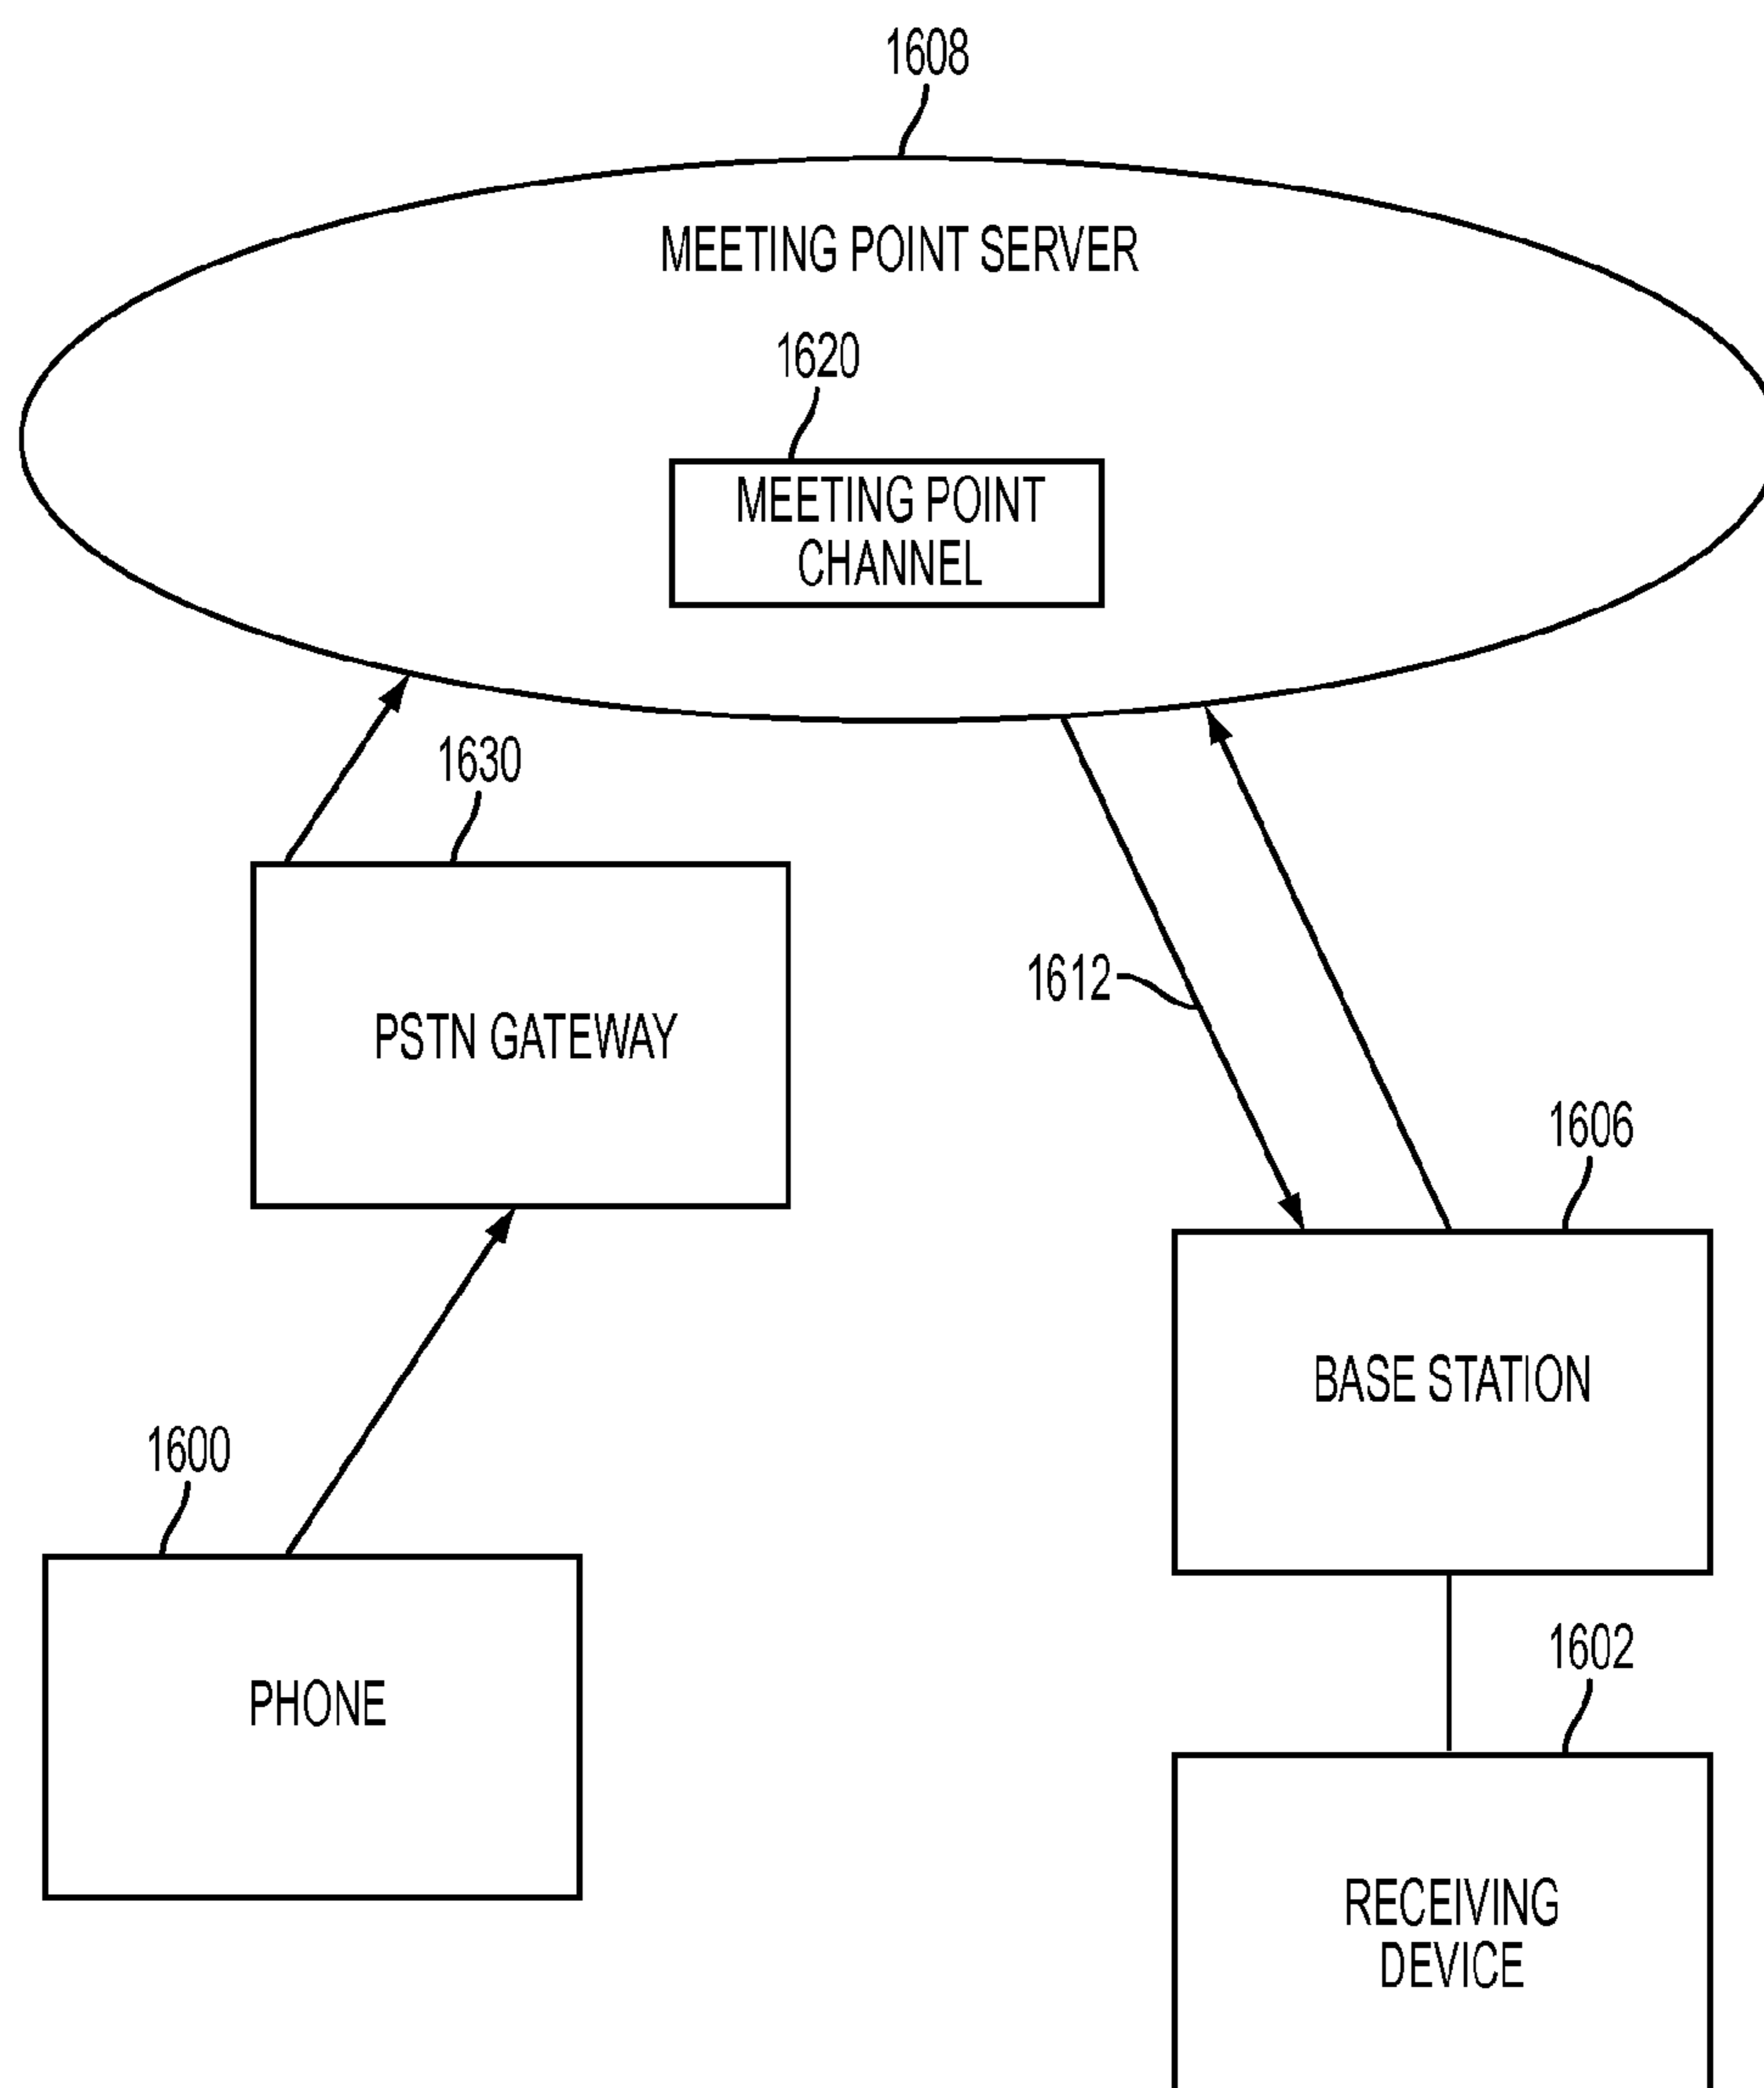 1608
MEETING POINT SERVER
1620
MEETING POINT
CHANNEL
1630
PSTN GATEWAY
1612
1606
BASE STATION
1600
PHONE
1602
RECEIVING
DEVICE